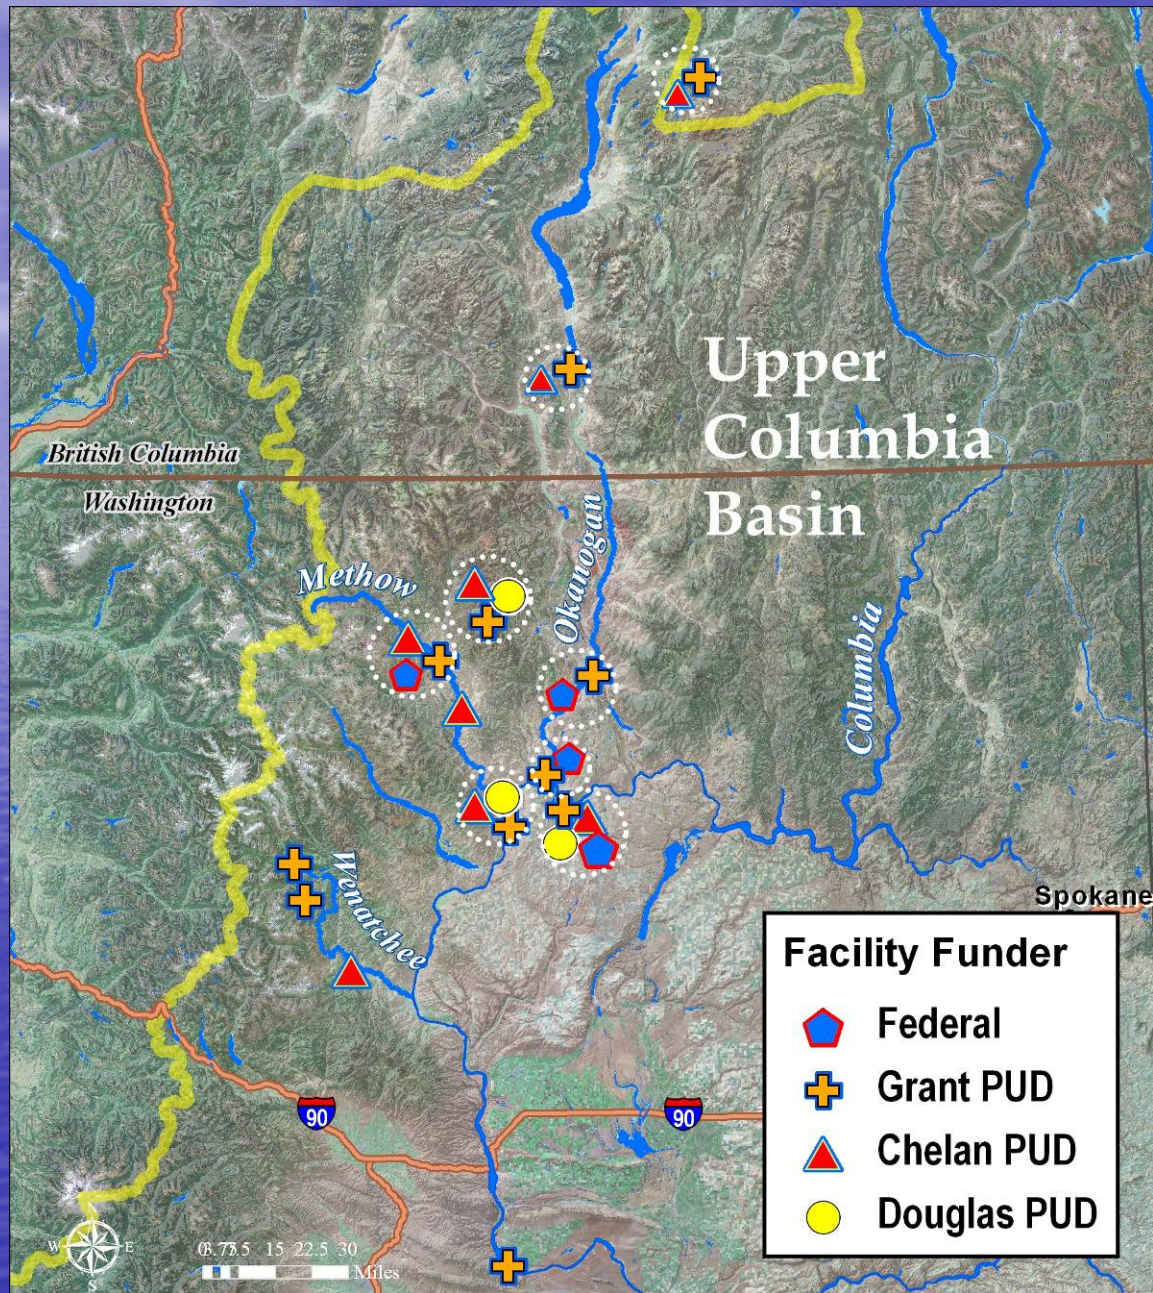 Upper
Columbia
Basin
British Columbia
Washington
Methow
Okanogan
Columbia
Wenatchee
Spokane
90
90
Facility Funder
Federal
Grant PUD
Chelan PUD
Douglas PUD
N
W E
S
15 22.5 30
Miles